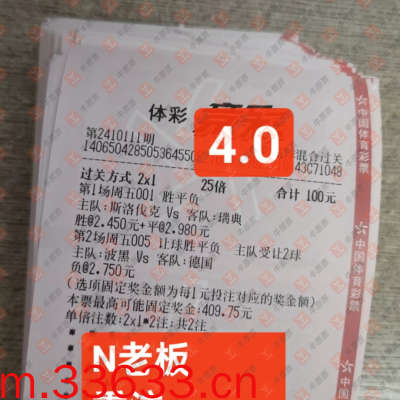 体彩
4.0
第2410111明
混合过关
140650428505364550
43C71048
过关方式 2x1 25倍 合计 100元
第1场周五001 胜平负
主队:斯洛伐克 Vs 客队:瑞典
胜@2.450元+平@2.980元
第2场周五005 让球胜平负 主队受让2球
主队:波黑 Vs 客队:德国
负@2.750元
(选项固定奖金额为每1元投注对应的奖金额)
本票最高可能固定奖金额:409.75元
单倍注数:2x1*2注;共2注
N老板
m.33633.cn
中国体育彩票
中国体育彩票